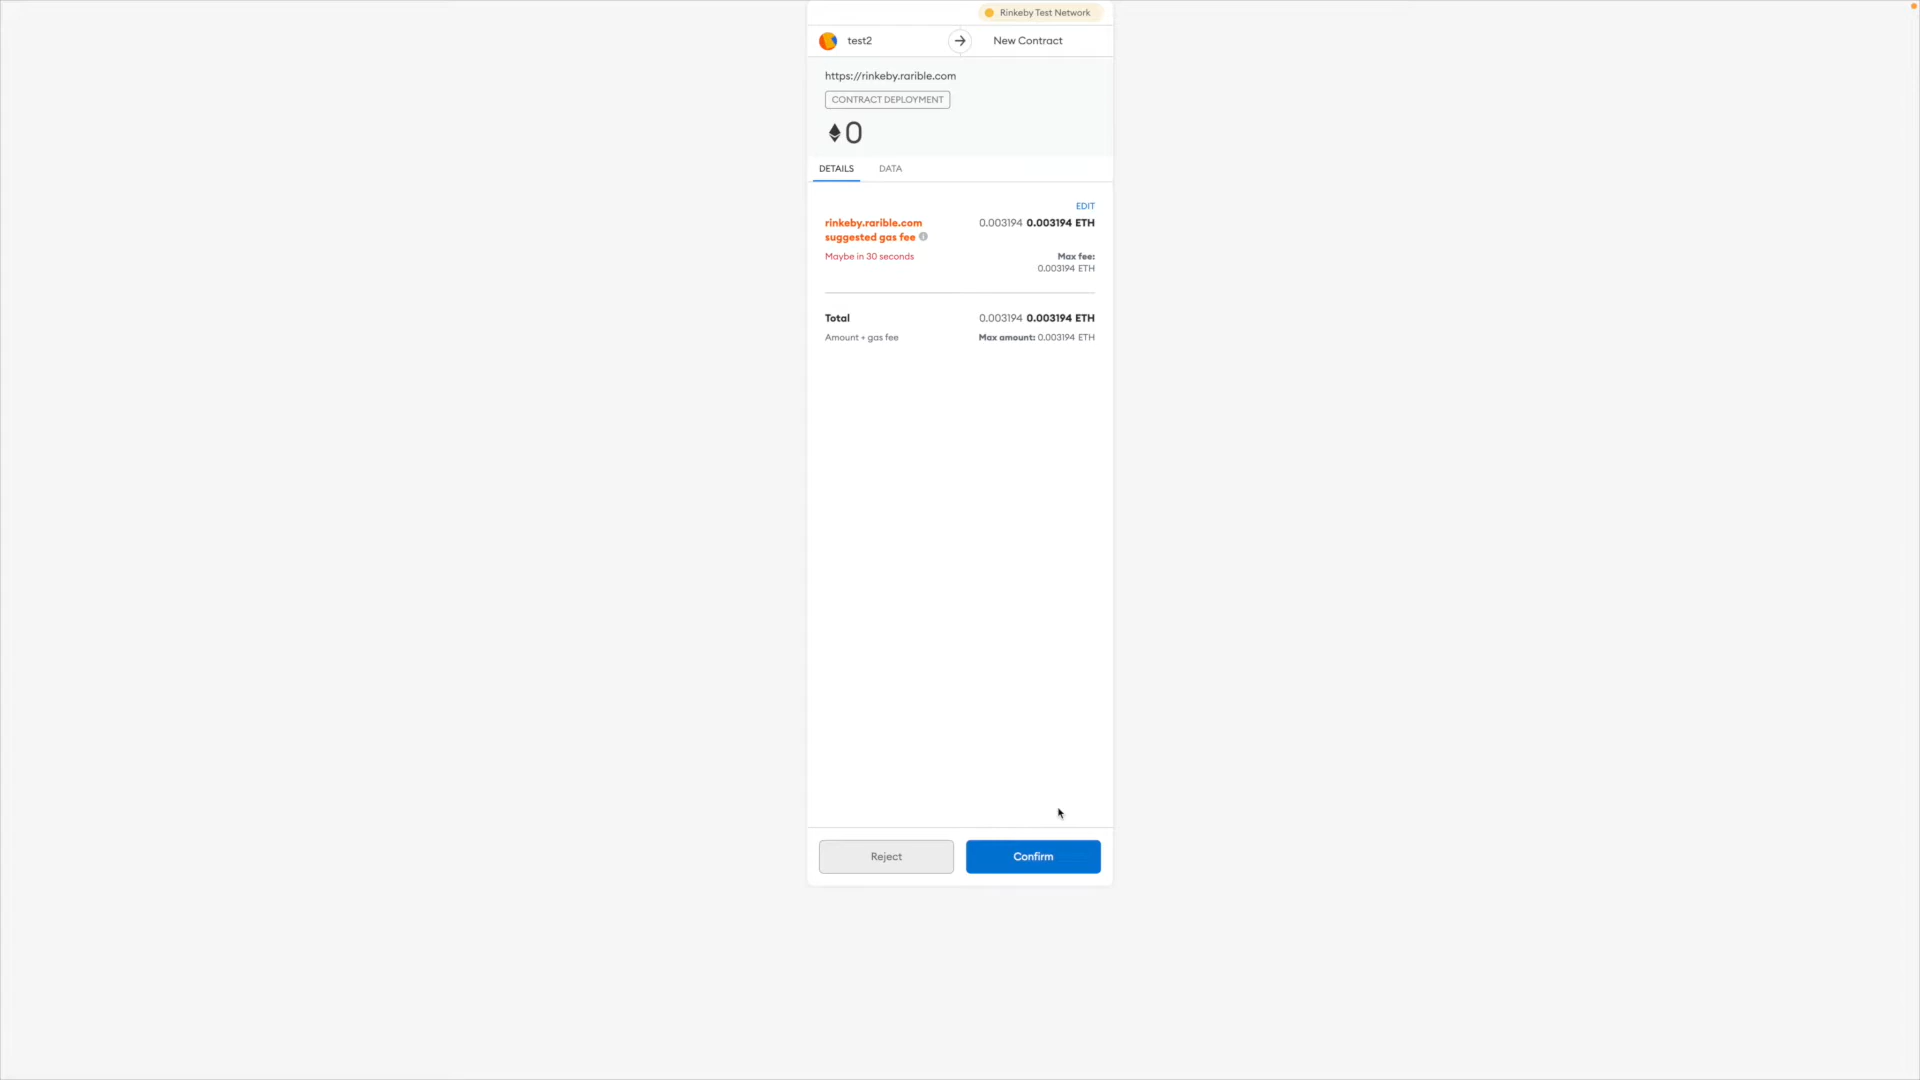 Rinkeby Test Network
test2
New Contract
https://rinkeby.rarible.com
CONTRACT DEPLOYMENT
0
DETAILS DATA
EDIT
rinkeby.rarible.com 0.003194 0.003194 ETH
suggested gas fee
Maybe in 30 seconds Max fee:
0.003194 ETH
Total 0.003194 0.003194 ETH
Amount + gas fee Max amount: 0.003194 ETH
Reject Confirm